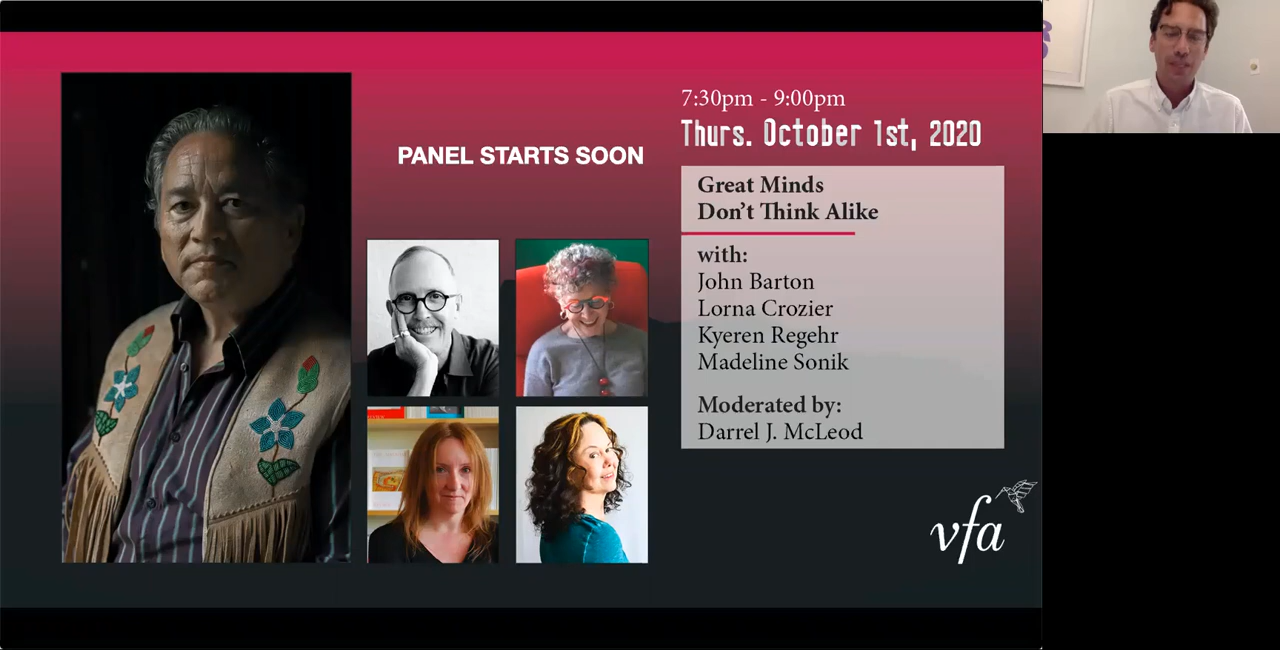 PANEL STARTS SOON
7:30pm - 9:00pm
Thurs. October 1st, 2020
Great Minds
Don't Think Alike
with:
John Barton
Lorna Crozier
Kyeren Regehr
Madeline Sonik
Moderated by:
Darrel J. McLeod
vfa